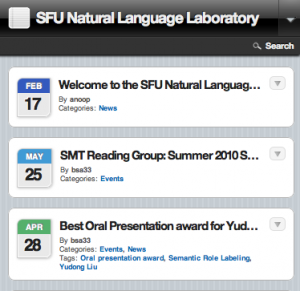 SFU Natural Language Laboratory
Search
FEB
17
Welcome to the SFU Natural Languag...
By anoop
Categories: News
MAY
25
SMT Reading Group: Summer 2010 S...
By bsa33
Categories: Events
APR
28
Best Oral Presentation award for Yud...
By bsa33
Categories: Events, News
Tags: Oral presentation award, Semantic Role Labeling,
Yudong Liu